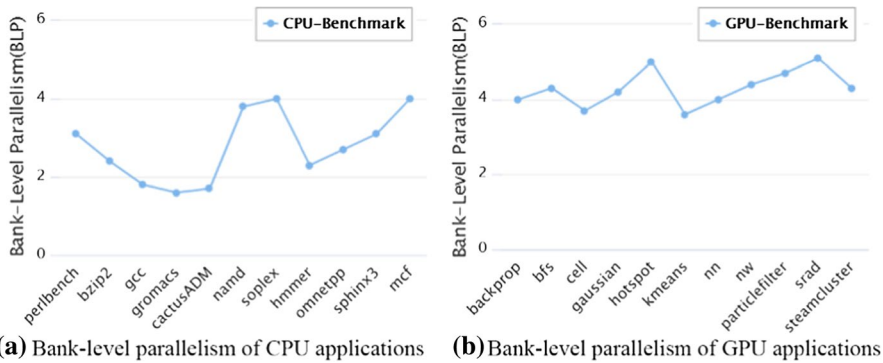 Bank-Level Parallelism(BLP)
6
4
2
0
CPU-Benchmark
perlbench
bzip2
gcc
gromacs
cactusADM
namd
soplex
hmmer
omnetpp
sphinx3
mcf
(a) Bank-level parallelism of CPU applications
Bank-Level Parallelism(BLP)
6
4
2
0
GPU-Benchmark
backprop
bfs
cell
gaussian
hotspot
kmeans
nn
nw
particlefilter
srad
steamcluster
(b) Bank-level parallelism of GPU applications